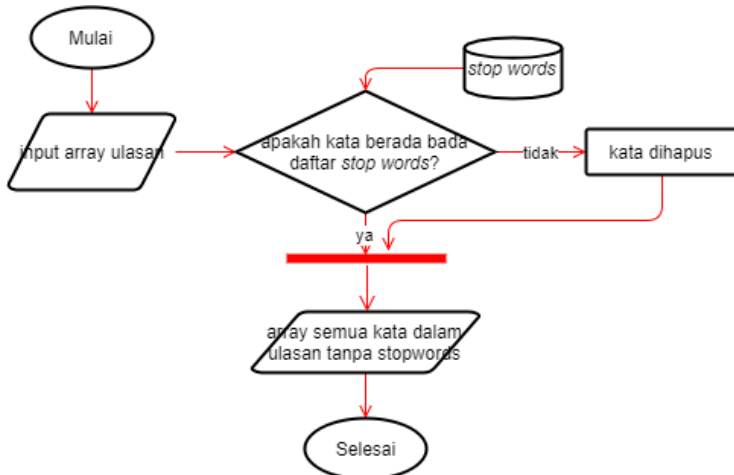 Mulai
stop words
input array ulasan
apakah kata berada bada
daftar stop words?
tidak
kata dihapus
ya
array semua kata dalam
ulasan tanpa stopwords
Selesai